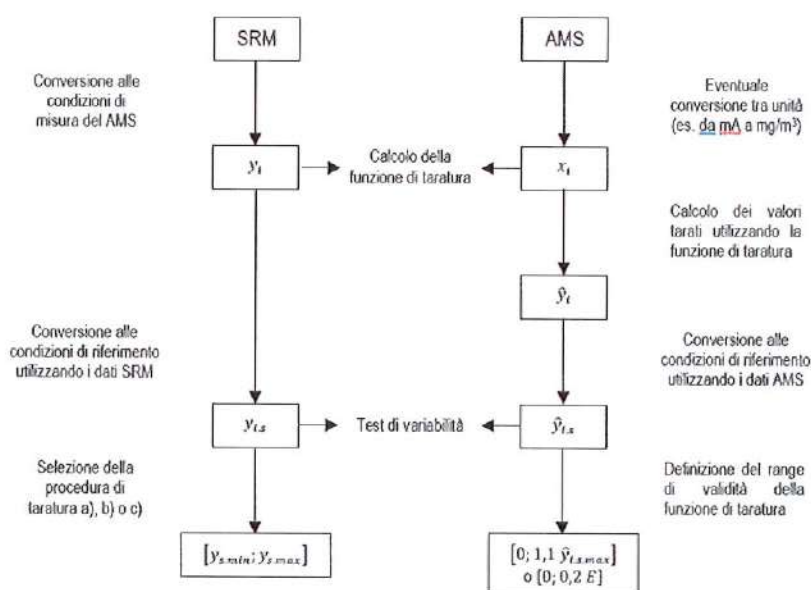 SRM
AMS
Conversione alle
condizioni di
misura del AMS
Eventuale
conversione tra unità
(es. da mA a mg/m³)
yᵢ
Calcolo della
funzione di taratura
xᵢ
Calcolo dei valori
tarati utilizzando la
funzione di taratura
ŷᵢ
Conversione alle
condizioni di riferimento
utilizzando i dati SRM
Conversione alle
condizioni di riferimento
utilizzando i dati AMS
yᵢ.ₛ
Test di variabilità
ŷᵢ.ₛ
Selezione della
procedura di
taratura a), b) o c)
Definizione del range
di validità della
funzione di taratura
[yₛ.min; yₛ.max]
[0; 1,1 ŷᵢ.ₛ.max]
o [0; 0,2 E]